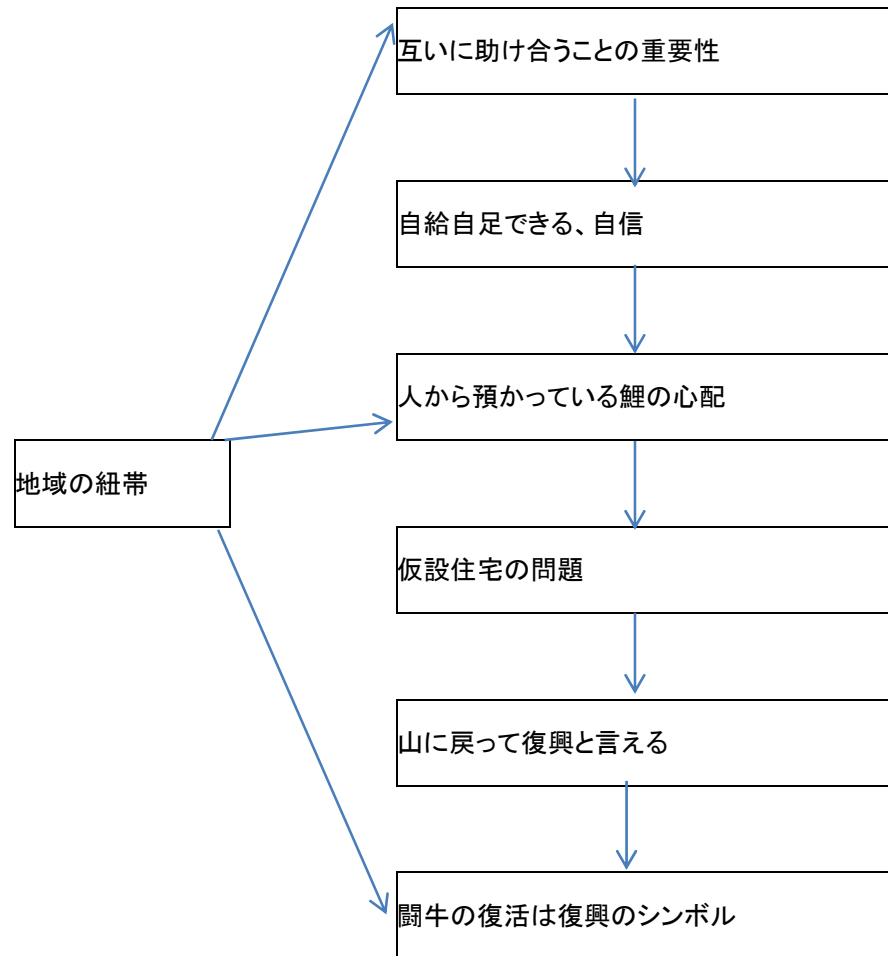 互いに助け合うことの重要性
自給自足できる、自信
人から預かっている鯉の心配
地域の紐帯
仮設住宅の問題
山に戻って復興と言える
闘牛の復活は復興のシンボル